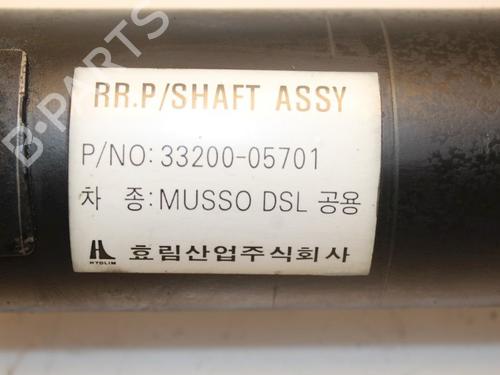 RR.P/SHAFT ASSY
P/NO: 33200-05701
차 종: MUSSO DSL 공용
HYOLIM 효림산업주식회사
B-PARTS